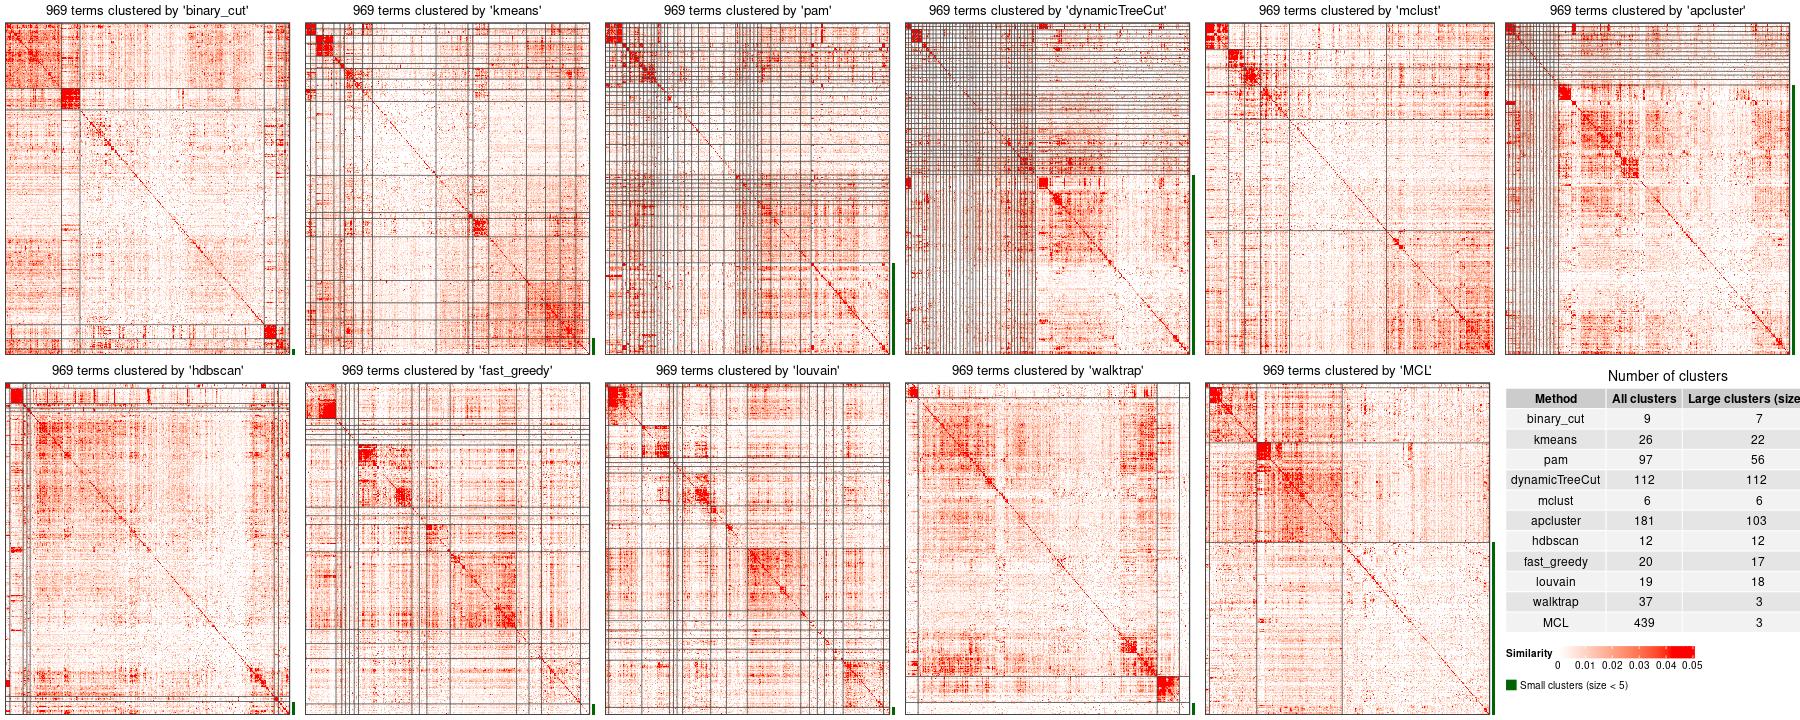 969 terms clustered by 'binary_cut'
969 terms clustered by 'kmeans'
969 terms clustered by 'pam'
969 terms clustered by 'dynamicTreeCut'
969 terms clustered by 'mclust'
969 terms clustered by 'apcluster'
969 terms clustered by 'hdbscan'
969 terms clustered by 'fast_greedy'
969 terms clustered by 'louvain'
969 terms clustered by 'walktrap'
969 terms clustered by 'MCL'
Number of clusters
Method All clusters Large clusters (size
binary_cut 9 7
kmeans 26 22
pam 97 56
dynamicTreeCut 112 112
mclust 6 6
apcluster 181 103
hdbscan 12 12
fast_greedy 20 17
louvain 19 18
walktrap 37 3
MCL 439 3
Similarity
0 0.01 0.02 0.03 0.04 0.05
Small clusters (size < 5)